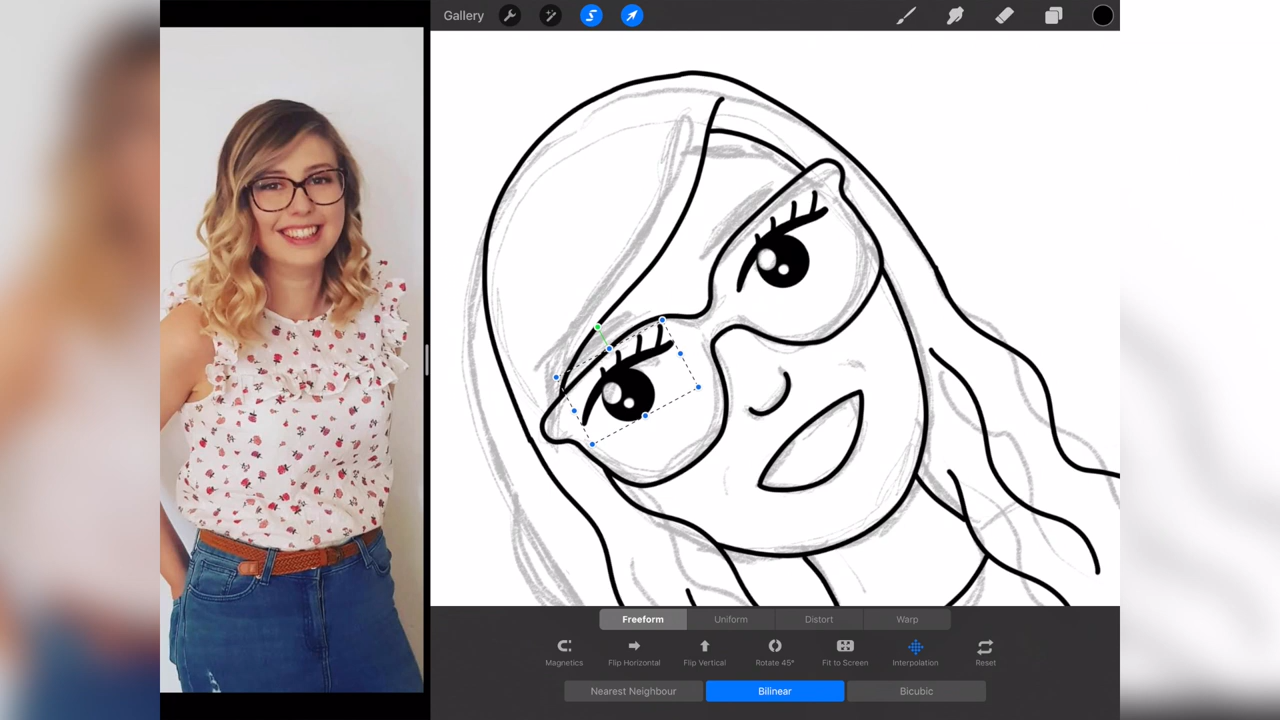 Gallery
Freeform Uniform Distort Warp
Magnetics Flip Horizontal Flip Vertical Rotate 45° Fit to Screen Interpolation Reset
Nearest Neighbour Bilinear Bicubic